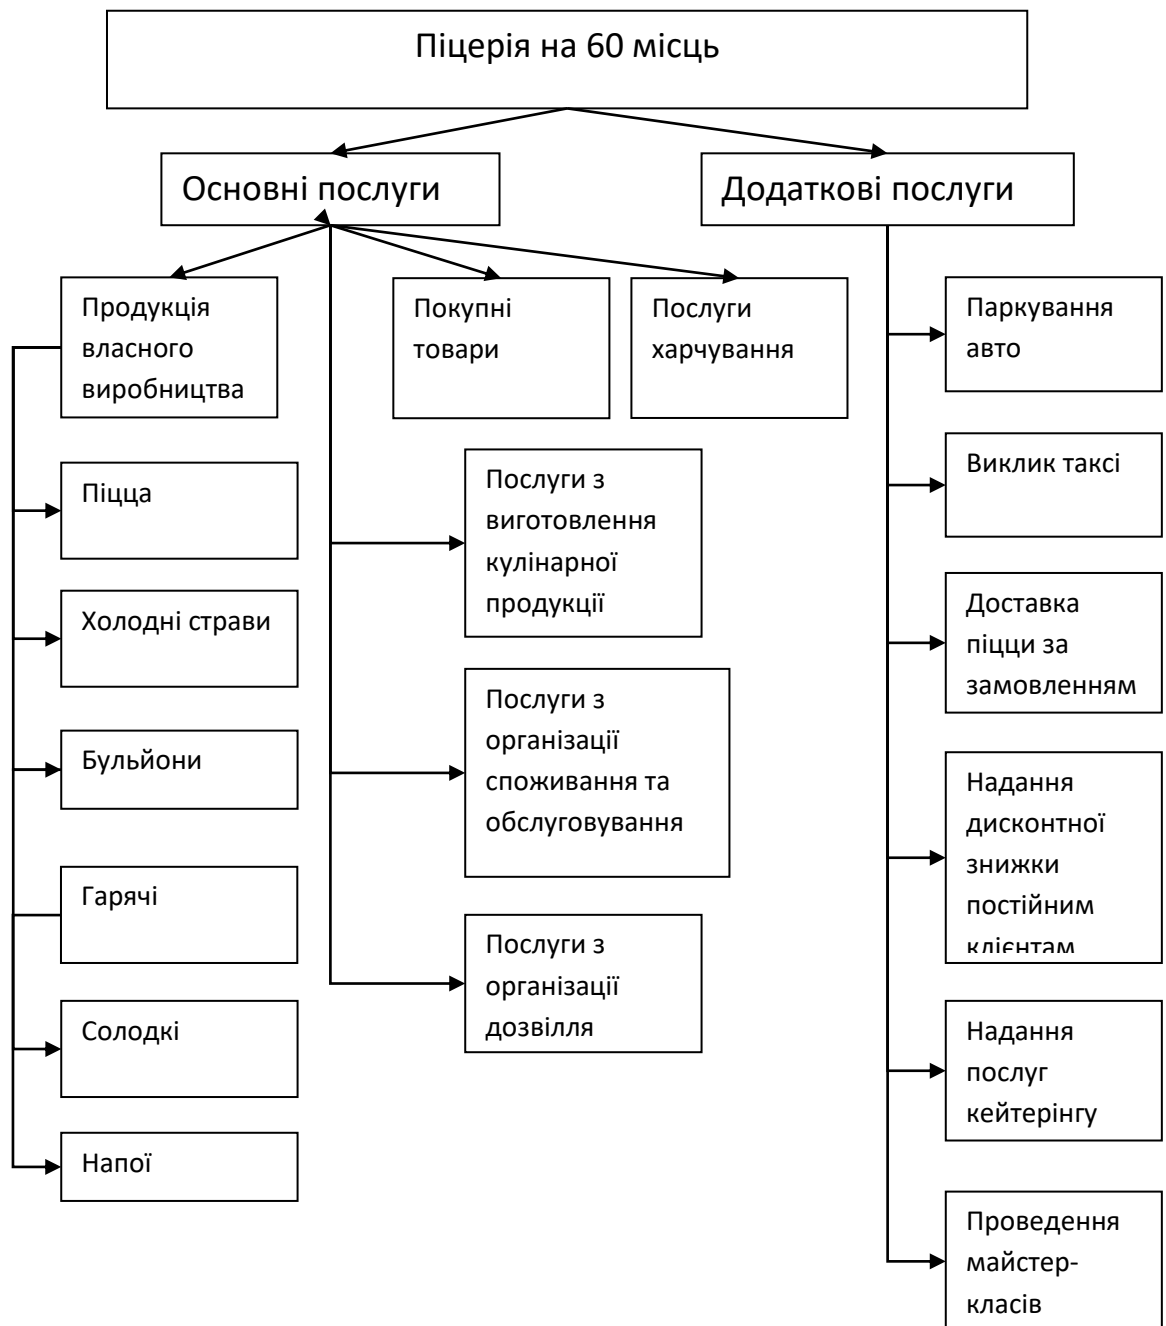 Піцерія на 60 місць
Основні послуги
Додаткові послуги
Продукція
власного
виробництва
Покупні
товари
Послуги
харчування
Паркування
авто
Піцца
Холодні страви
Бульйони
Гарячі
Солодкі
Напої
Послуги з
виготовлення
кулінарної
продукції
Послуги з
організації
споживання та
обслуговування
Послуги з
організації
дозвілля
Виклик таксі
Доставка
піцци за
замовленням
Надання
дисконтної
знижки
постійним
клієнтам
Надання
послуг
кейтерінгу
Проведення
майстер-
класів